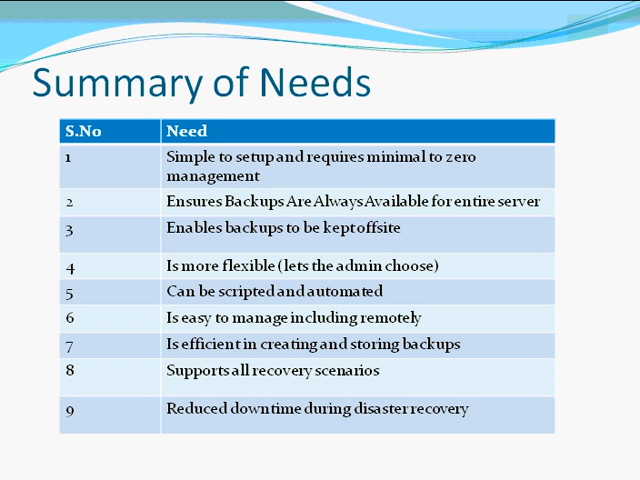 Summary of Needs
S.No Need
1 Simple to setup and requires minimal to zero
management
2 Ensures Backups Are Always Available for entire server
3 Enables backups to be kept offsite
4 Is more flexible (lets the admin choose)
5 Can be scripted and automated
6 Is easy to manage including remotely
7 Is efficient in creating and storing backups
8 Supports all recovery scenarios
9 Reduced downtime during disaster recovery